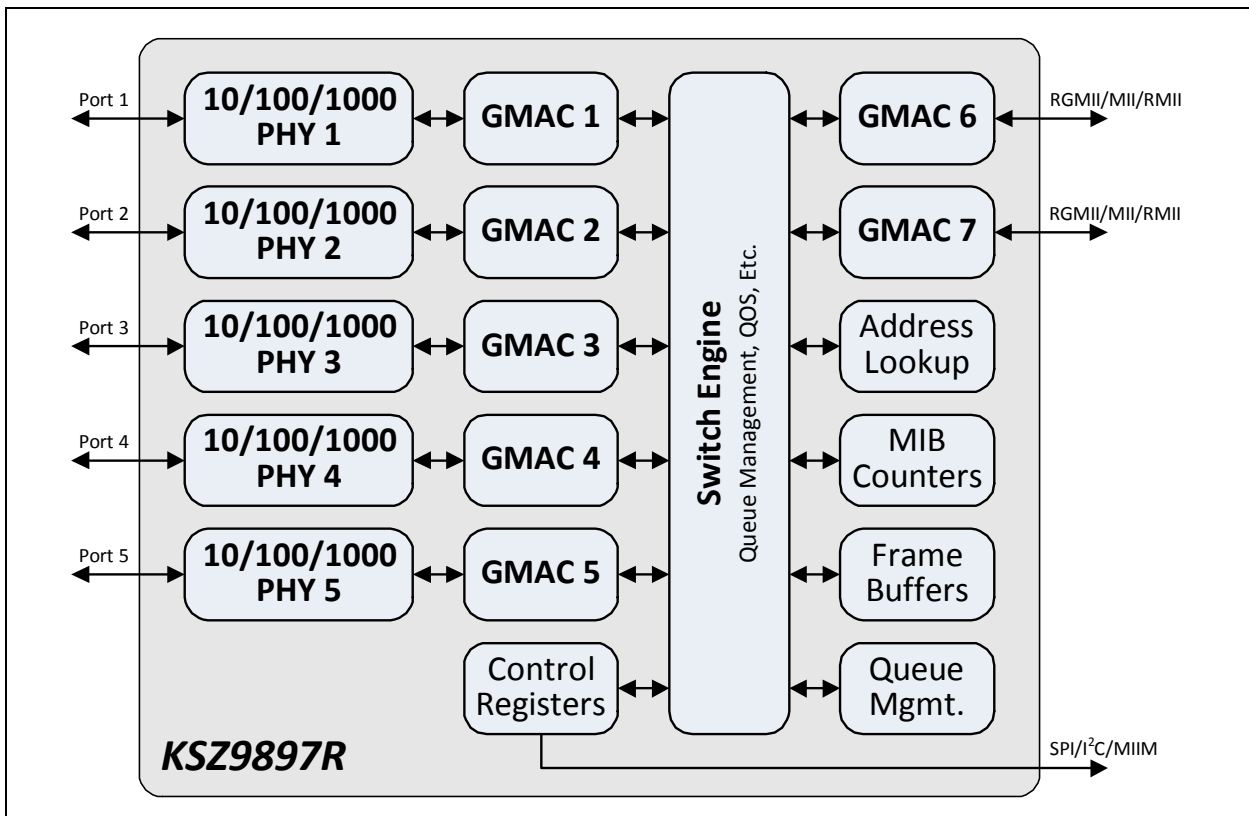 Port 1
10/100/1000
PHY 1
GMAC 1
GMAC 6
RGMII/MII/RMII
Port 2
10/100/1000
PHY 2
GMAC 2
GMAC 7
RGMII/MII/RMII
Port 3
10/100/1000
PHY 3
GMAC 3
Switch Engine
Queue Management, QOS, Etc.
Address
Lookup
Port 4
10/100/1000
PHY 4
GMAC 4
MIB
Counters
Port 5
10/100/1000
PHY 5
GMAC 5
Frame
Buffers
Control
Registers
Queue
Mgmt.
KSZ9897R
SPI/I²C/MIIM